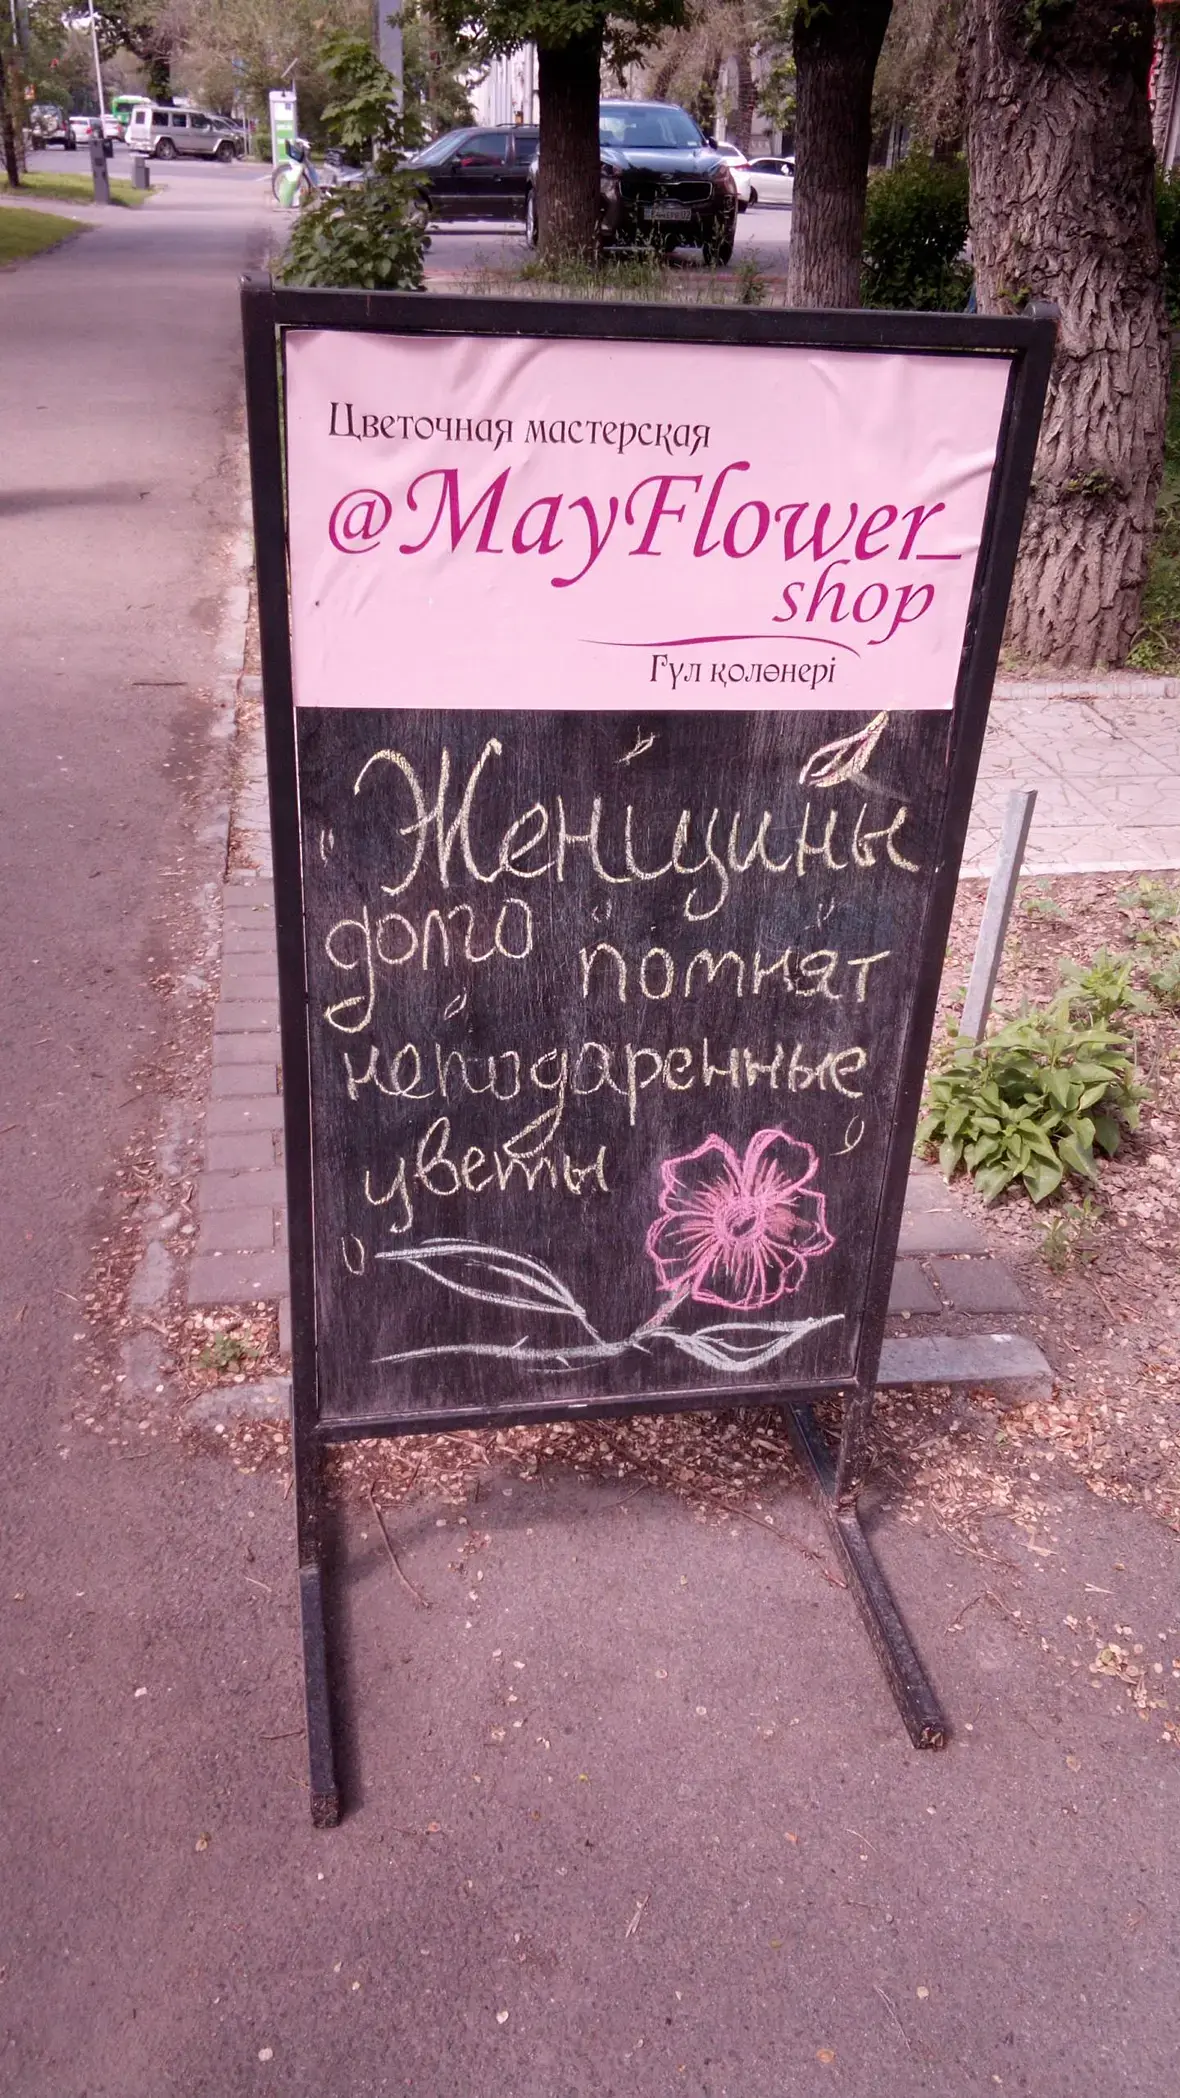 Цветочная мастерская
@MayFlower_
shop
Гүл қолөнері
Женщины
долго помнят
неподаренные
цветы